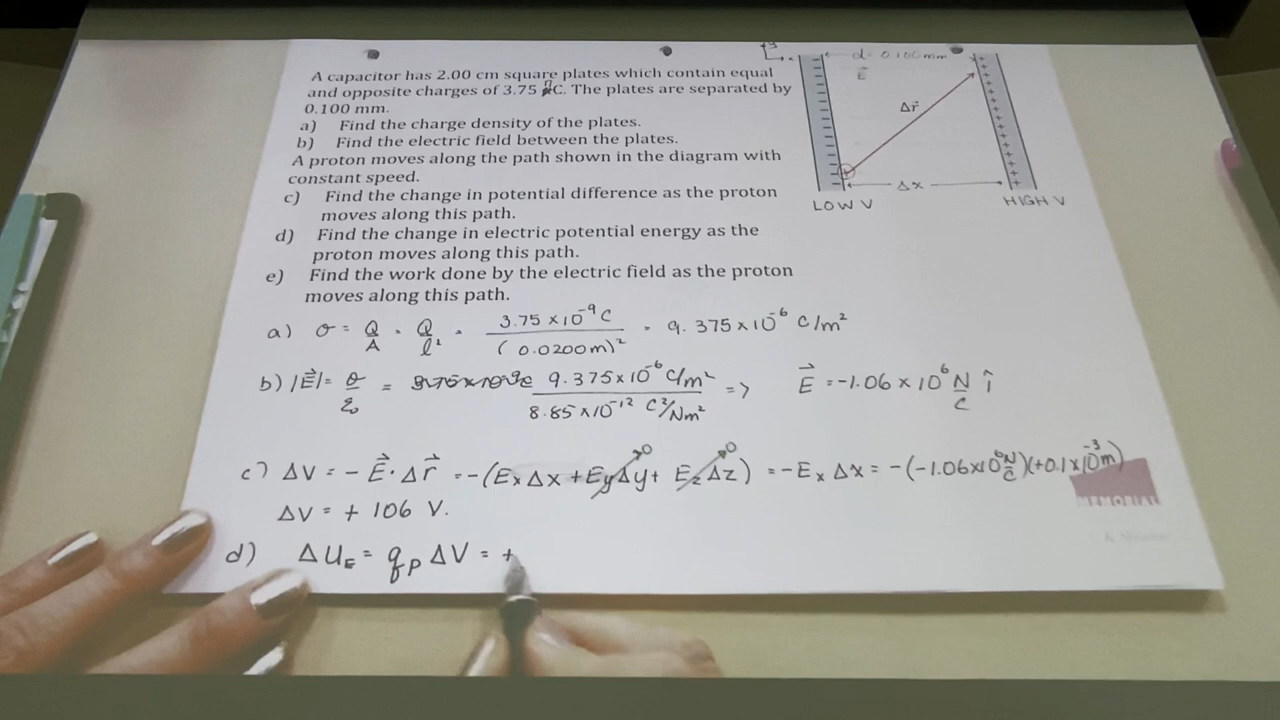 A capacitor has 2.00 cm square plates which contain equal
and opposite charges of 3.75 nC. The plates are separated by
0.100 mm.
a) Find the charge density of the plates.
b) Find the electric field between the plates.
A proton moves along the path shown in the diagram with
constant speed.
c) Find the change in potential difference as the proton
moves along this path.
d) Find the change in electric potential energy as the
proton moves along this path.
e) Find the work done by the electric field as the proton
moves along this path.
d = 0.100 mm
E⃗
Δr⃗
Δx
LOW V
HIGH V
a) σ = Q/A = Q/l² = 3.75 x 10⁻⁹ C / (0.0200m)² = 9.375 x 10⁻⁶ C/m²
b) |E⃗| = σ/ε₀ = 9.375 x 10⁻⁶ C/m² / 8.85 x 10⁻¹² C²/Nm² => E⃗ = -1.06 x 10⁶ N/C î
c) ΔV = - E⃗ · Δr⃗ = -(ExΔx + EyΔy + EzΔz) = -ExΔx = -(-1.06x10⁶ N/C)(+0.1x10⁻³m)
0
0
ΔV = + 106 V.
d) ΔUE = qp ΔV = +
MEMORIAL